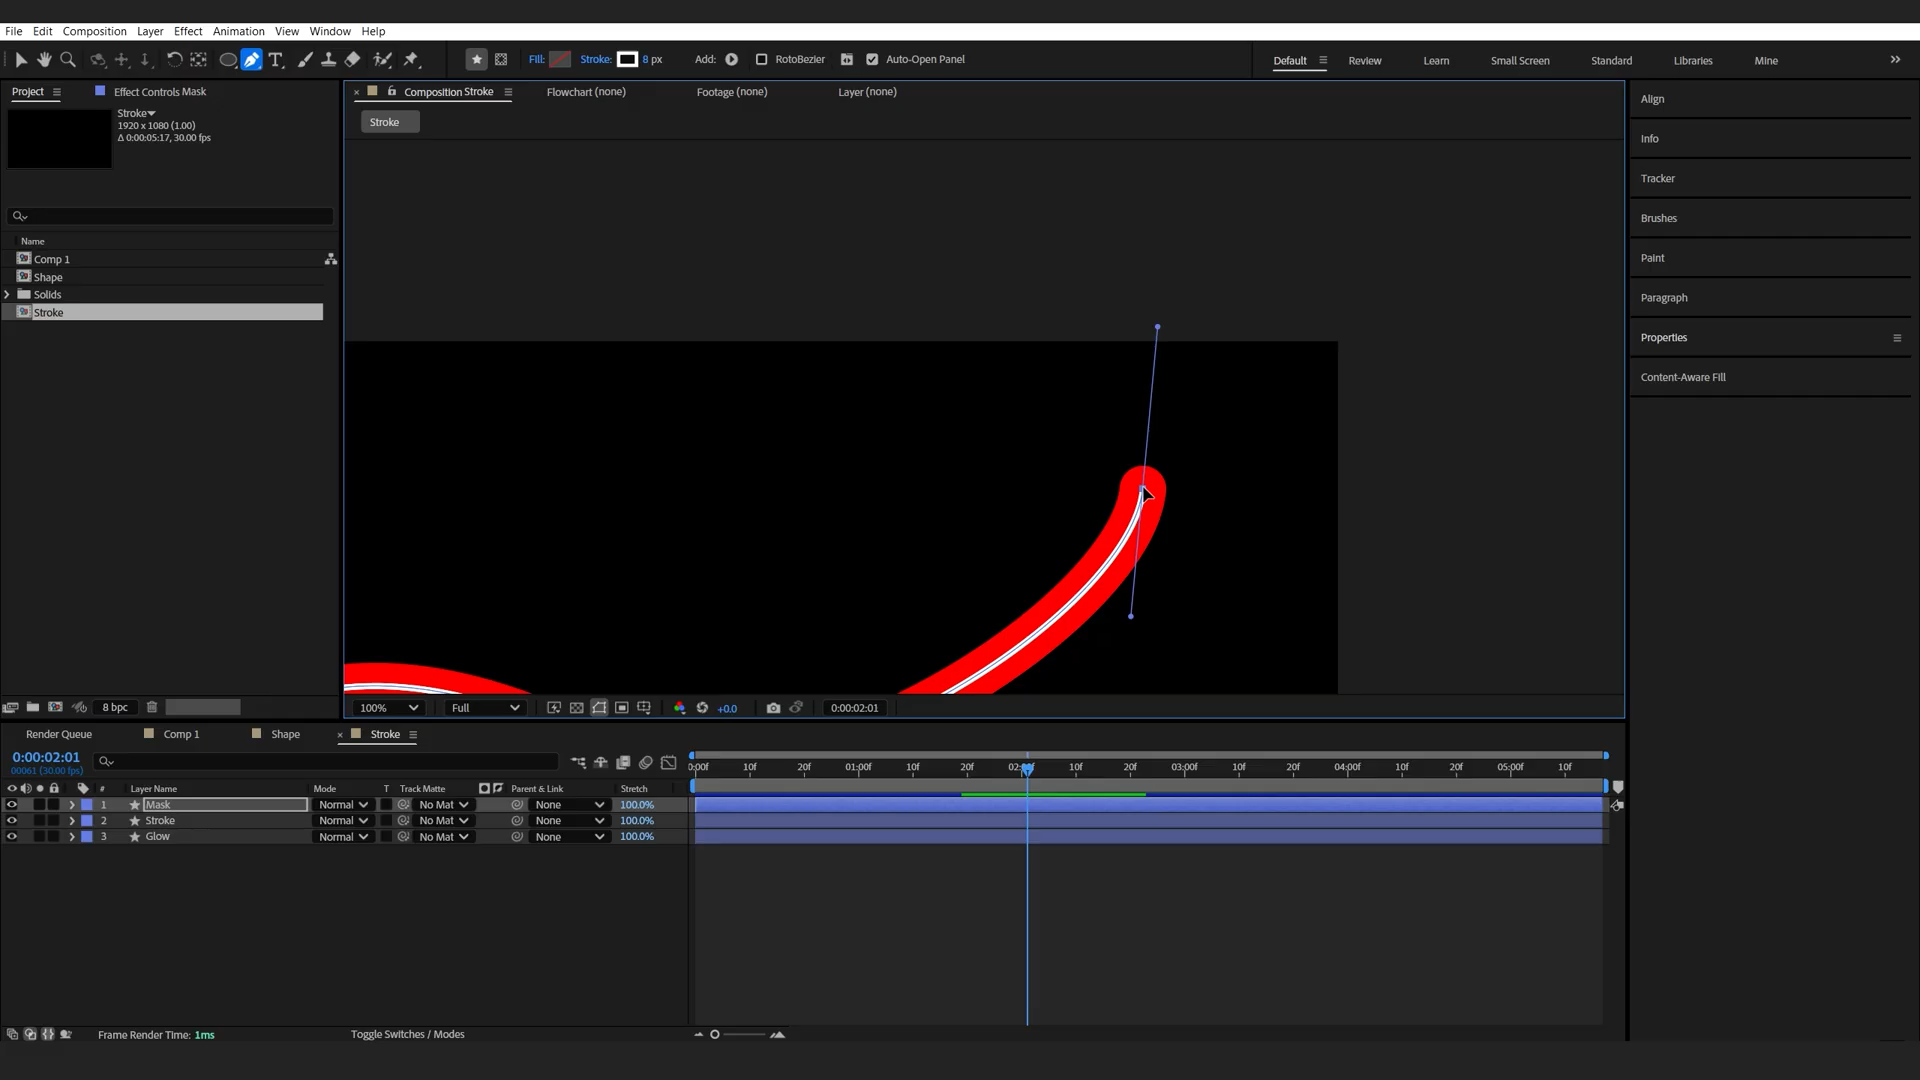 File Edit Composition Layer Effect Animation View Window Help
Fill: Stroke: 8 px Add: RotoBezier Auto-Open Panel Default Review Learn Small Screen Standard Libraries Mine
Project Effect Controls Mask
Composition Stroke Flowchart (none) Footage (none) Layer (none)
Align
Stroke
1920 x 1080 (1.00)
Δ 0:00:05:17, 30.00 fps
Stroke
Info
Tracker
Brushes
Name
Comp 1
Shape
Solids
Stroke
Paint
Paragraph
Properties
Content-Aware Fill
8 bpc
100% Full +0.0 0:00:02:01
Render Queue Comp 1 Shape Stroke
0:00:02:01
00061 (30.00 fps)
0:00f 10f 20f 01:00f 10f 20f 02:00f 10f 20f 03:00f 10f 20f 04:00f 10f 20f 05:00f 10f
# Layer Name Mode T Track Matte Parent & Link Stretch
1 Mask Normal No Mat None 100.0%
2 Stroke Normal No Mat None 100.0%
3 Glow Normal No Mat None 100.0%
Frame Render Time: 1ms Toggle Switches / Modes